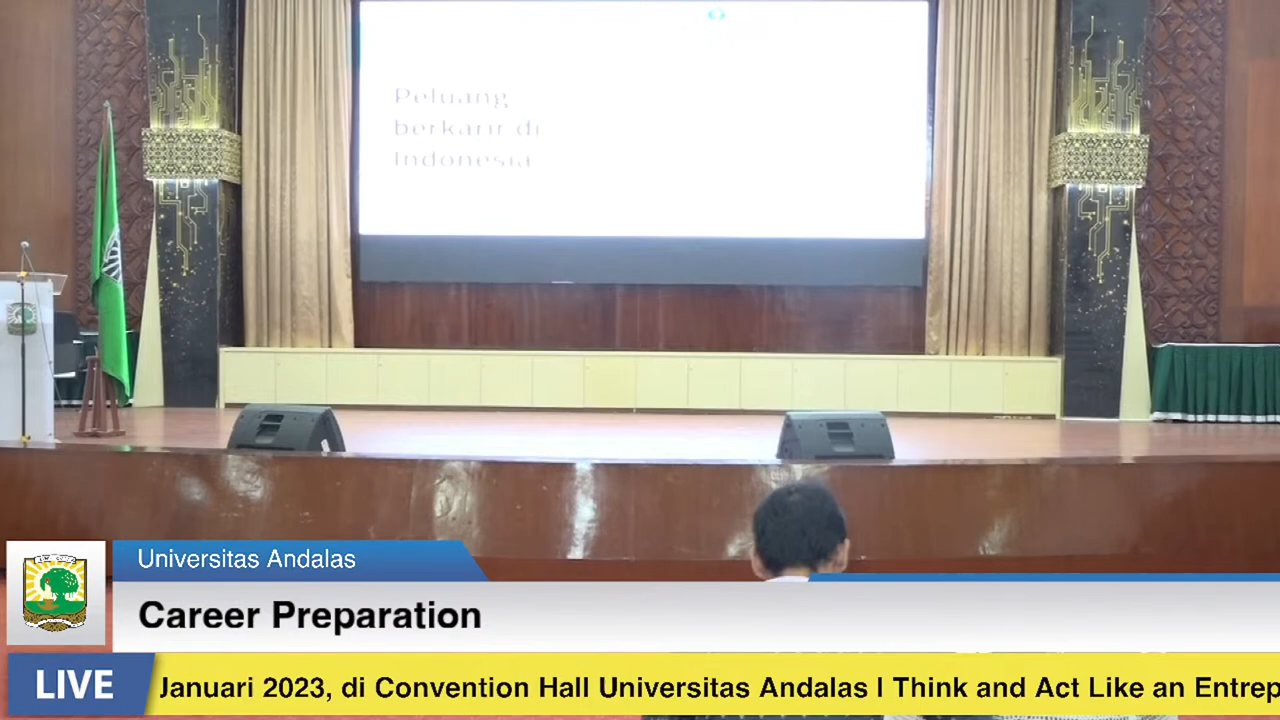 Peluang
berkarir di
Indonesia
Universitas Andalas
Career Preparation
LIVE
Januari 2023, di Convention Hall Universitas Andalas | Think and Act Like an Entrep